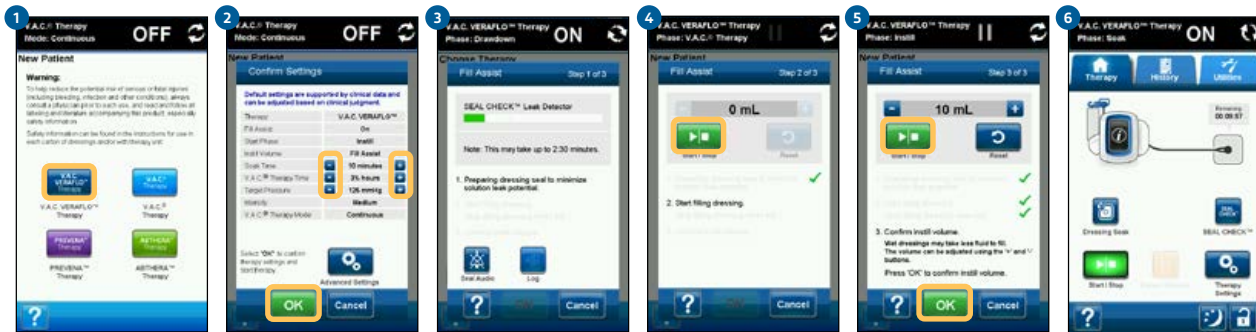 1
V.A.C.® Therapy
Mode: Continuous
OFF
New Patient
Warning:
To help reduce the potential risk of serious or fatal injuries
(including bleeding, infection and other conditions), always
consult a physician prior to each use, and read and follow all
labeling and literature accompanying this product, especially
safety information.
Safety information can be found in the instructions for use in
each carton of dressings and/or with therapy unit.
V.A.C.
VERAFLO™
Therapy
V.A.C.®
Therapy
V.A.C. VERAFLO™
Therapy
V.A.C.®
Therapy
PREVENA™
Therapy
ABTHERA™
Therapy
PREVENA™
Therapy
ABTHERA™
Therapy
?
2
V.A.C.® Therapy
Mode: Continuous
OFF
New Patient
Confirm Settings
Default settings are supported by clinical data and
can be adjusted based on clinical judgment.
Therapy V.A.C. VERAFLO™
Fill Assist On
Start Phase Instill
Instill Volume Fill Assist
Soak Time - 10 minutes +
V.A.C.® Therapy Time - 3½ hours +
Target Pressure - 125 mmHg +
Intensity Medium
V.A.C.® Therapy Mode Continuous
Select "OK" to confirm
therapy settings and
start therapy.
Advanced Settings
OK
Cancel
3
V.A.C. VERAFLO™ Therapy
Phase: Drawdown
ON
Choose Therapy
Fill Assist
Step 1 of 3
SEAL CHECK™ Leak Detector
Note: This may take up to 2:30 minutes.
1. Preparing dressing seal to minimize
solution leak potential.
Seal Audio
Log
?
OK
Cancel
4
V.A.C. VERAFLO™ Therapy
Phase: V.A.C.® Therapy
New Patient
Fill Assist
Step 2 of 3
0 mL
Start / Stop
Reset
2. Start filling dressing.
?
Cancel
5
V.A.C. VERAFLO™ Therapy
Phase: Instill
New Patient
Fill Assist
Step 3 of 3
- 10 mL +
Start / Stop
Reset
3. Confirm instill volume.
Wet dressings may take less fluid to fill.
The volume can be adjusted using the '+' and '-'
buttons.
Press 'OK' to confirm instill volume.
?
OK
Cancel
6
V.A.C. VERAFLO™ Therapy
Phase: Soak
ON
Therapy
History
Utilities
Remaining
00:09:57
Dressing Soak
SEAL CHECK™
Start / Stop
Therapy
Settings
?